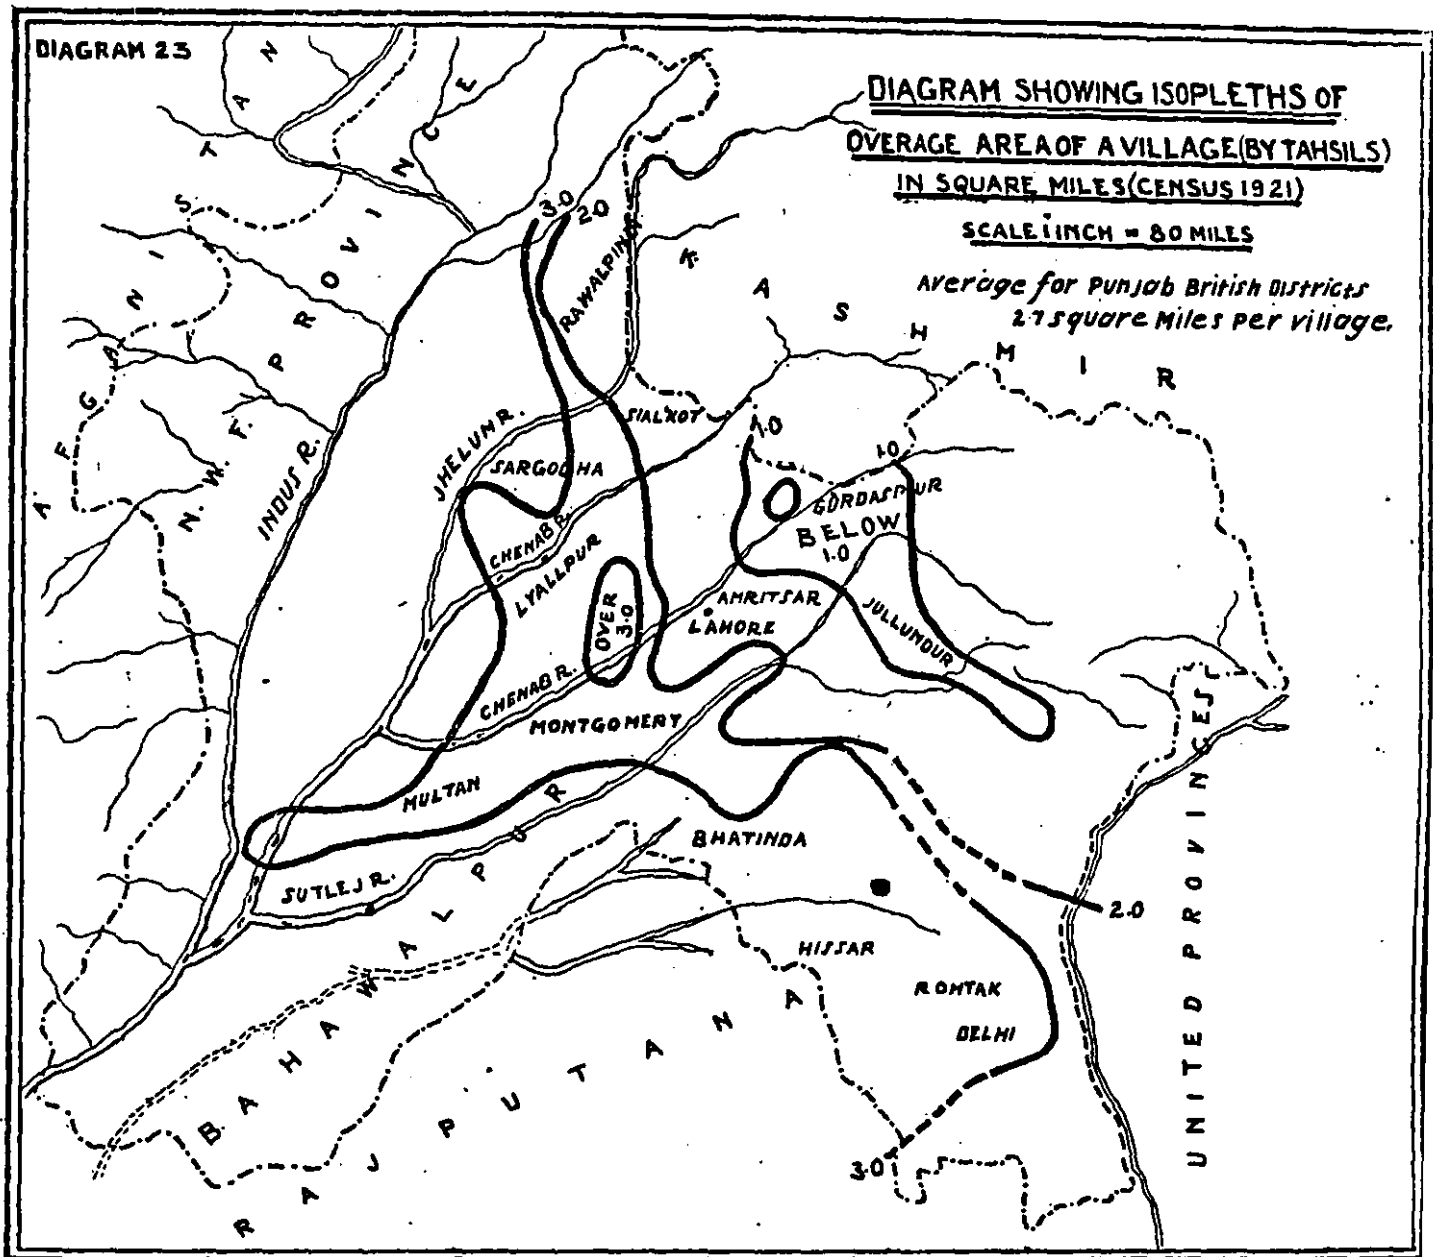 DIAGRAM 23
DIAGRAM SHOWING ISOPLETHS OF
OVERAGE AREA OF A VILLAGE (BY TAHSILS)
IN SQUARE MILES (CENSUS 1921)
SCALE 1 INCH = 80 MILES
Average for Punjab British Districts
2.7 Square Miles Per village.
AFGANISTAN
N. W. F. PROVINCE
KASHMIR
3.0
2.0
RAWALPINDI
SIALKOT
1.0
1.0
JHELUM R.
SARGODHA
INDUS R.
GURDASPUR
BELOW
1.0
CHENAB R.
LYALLPUR
OVER
3.0
AMRITSAR
LAHORE
JULLUNDUR
CHENAB R.
MONTGOMERY
MULTAN
BHATINDA
SUTLEJ R.
2.0
HISSAR
ROHTAK
DELHI
3.0
BAHAWALPUR
RAJPUTANA
UNITED PROVINCES